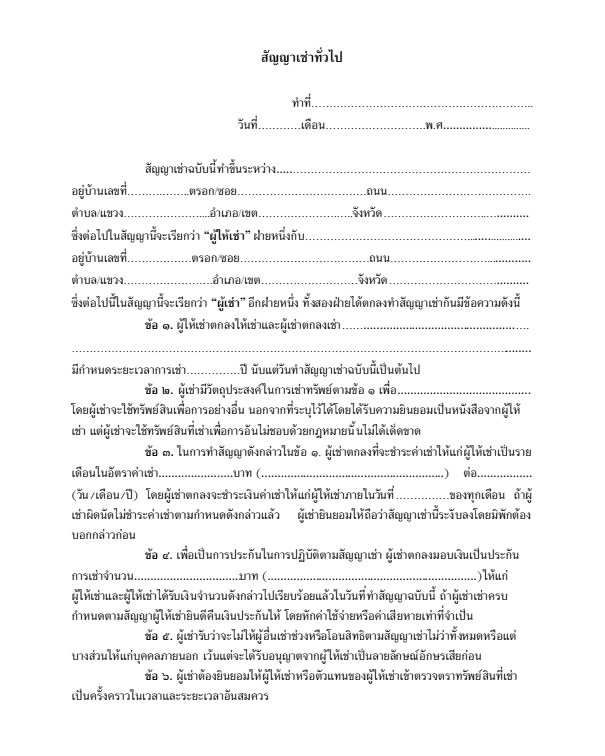 สัญญาเช่าทั่วไป
ทำที่...............................................................
วันที่............เดือน............................พ.ศ.........................
สัญญาเช่าฉบับนี้ทำขึ้นระหว่าง.......................................................................
อยู่บ้านเลขที่.................ตรอก/ซอย....................................ถนน........................................
ตำบล/แขวง........................อำเภอ/เขต..........................จังหวัด..........................................
ซึ่งต่อไปในสัญญานี้จะเรียกว่า “ผู้ให้เช่า” ฝ่ายหนึ่งกับ................................................................
อยู่บ้านเลขที่..................ตรอก/ซอย....................................ถนน........................................
ตำบล/แขวง.........................อำเภอ/เขต...........................จังหวัด........................................
ซึ่งต่อไปนี้ในสัญญานี้จะเรียกว่า “ผู้เช่า” อีกฝ่ายหนึ่ง ทั้งสองฝ่ายได้ตกลงทำสัญญาเช่ากันมีข้อความดังนี้
ข้อ ๑. ผู้ให้เช่าตกลงให้เช่าและผู้เช่าตกลงเช่า....................................................
................................................................................................................................
มีกำหนดระยะเวลาการเช่า...............ปี นับแต่วันทำสัญญาเช่าฉบับนี้เป็นต้นไป
ข้อ ๒. ผู้เช่ามีวัตถุประสงค์ในการเช่าทรัพย์ตามข้อ ๑ เพื่อ........................................
โดยผู้เช่าจะใช้ทรัพย์สินเพื่อการอย่างอื่น นอกจากที่ระบุไว้ได้โดยได้รับความยินยอมเป็นหนังสือจากผู้ให้
เช่า แต่ผู้เช่าจะใช้ทรัพย์สินที่เช่าเพื่อการอันไม่ชอบด้วยกฎหมายนั้นไม่ได้เด็ดขาด
ข้อ ๓. ในการทำสัญญาดังกล่าวในข้อ ๑. ผู้เช่าตกลงที่จะชำระค่าเช่าให้แก่ผู้ให้เช่าเป็นราย
เดือนในอัตราค่าเช่า.......................บาท (......................................................) ต่อ................
(วัน/เดือน/ปี) โดยผู้เช่าตกลงจะชำระเงินค่าเช่าให้แก่ผู้ให้เช่าภายในวันที่...............ของทุกเดือน ถ้าผู้
เช่าผิดนัดไม่ชำระค่าเช่าตามกำหนดดังกล่าวแล้ว ผู้เช่ายินยอมให้ถือว่าสัญญาเช่านี้ระงับลงโดยมิพักต้อง
บอกกล่าวก่อน
ข้อ ๔. เพื่อเป็นการประกันในการปฏิบัติตามสัญญาเช่า ผู้เช่าตกลงมอบเงินเป็นประกัน
การเช่าจำนวน................................บาท (..............................................................)ให้แก่
ผู้ให้เช่าและผู้ให้เช่าได้รับเงินจำนวนดังกล่าวไปเรียบร้อยแล้วในวันที่ทำสัญญาฉบับนี้ ถ้าผู้เช่าเช่าครบ
กำหนดตามสัญญาผู้ให้เช่ายินดีคืนเงินประกันให้ โดยหักค่าใช้จ่ายหรือค่าเสียหายเท่าที่จำเป็น
ข้อ ๕. ผู้เช่ารับว่าจะไม่ให้ผู้อื่นเช่าช่วงหรือโอนสิทธิตามสัญญาเช่าไม่ว่าทั้งหมดหรือแต่
บางส่วนให้แก่บุคคลภายนอก เว้นแต่จะได้รับอนุญาตจากผู้ให้เช่าเป็นลายลักษณ์อักษรเสียก่อน
ข้อ ๖. ผู้เช่าต้องยินยอมให้ผู้ให้เช่าหรือตัวแทนของผู้ให้เช่าเข้าตรวจตราทรัพย์สินที่เช่า
เป็นครั้งคราวในเวลาและระยะเวลาอันสมควร